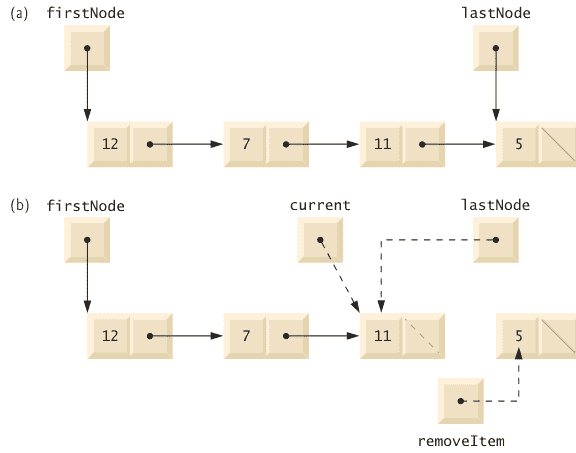 (a) firstNode lastNode
12 7 11 5
(b) firstNode current lastNode
12 7 11 5
removeItem